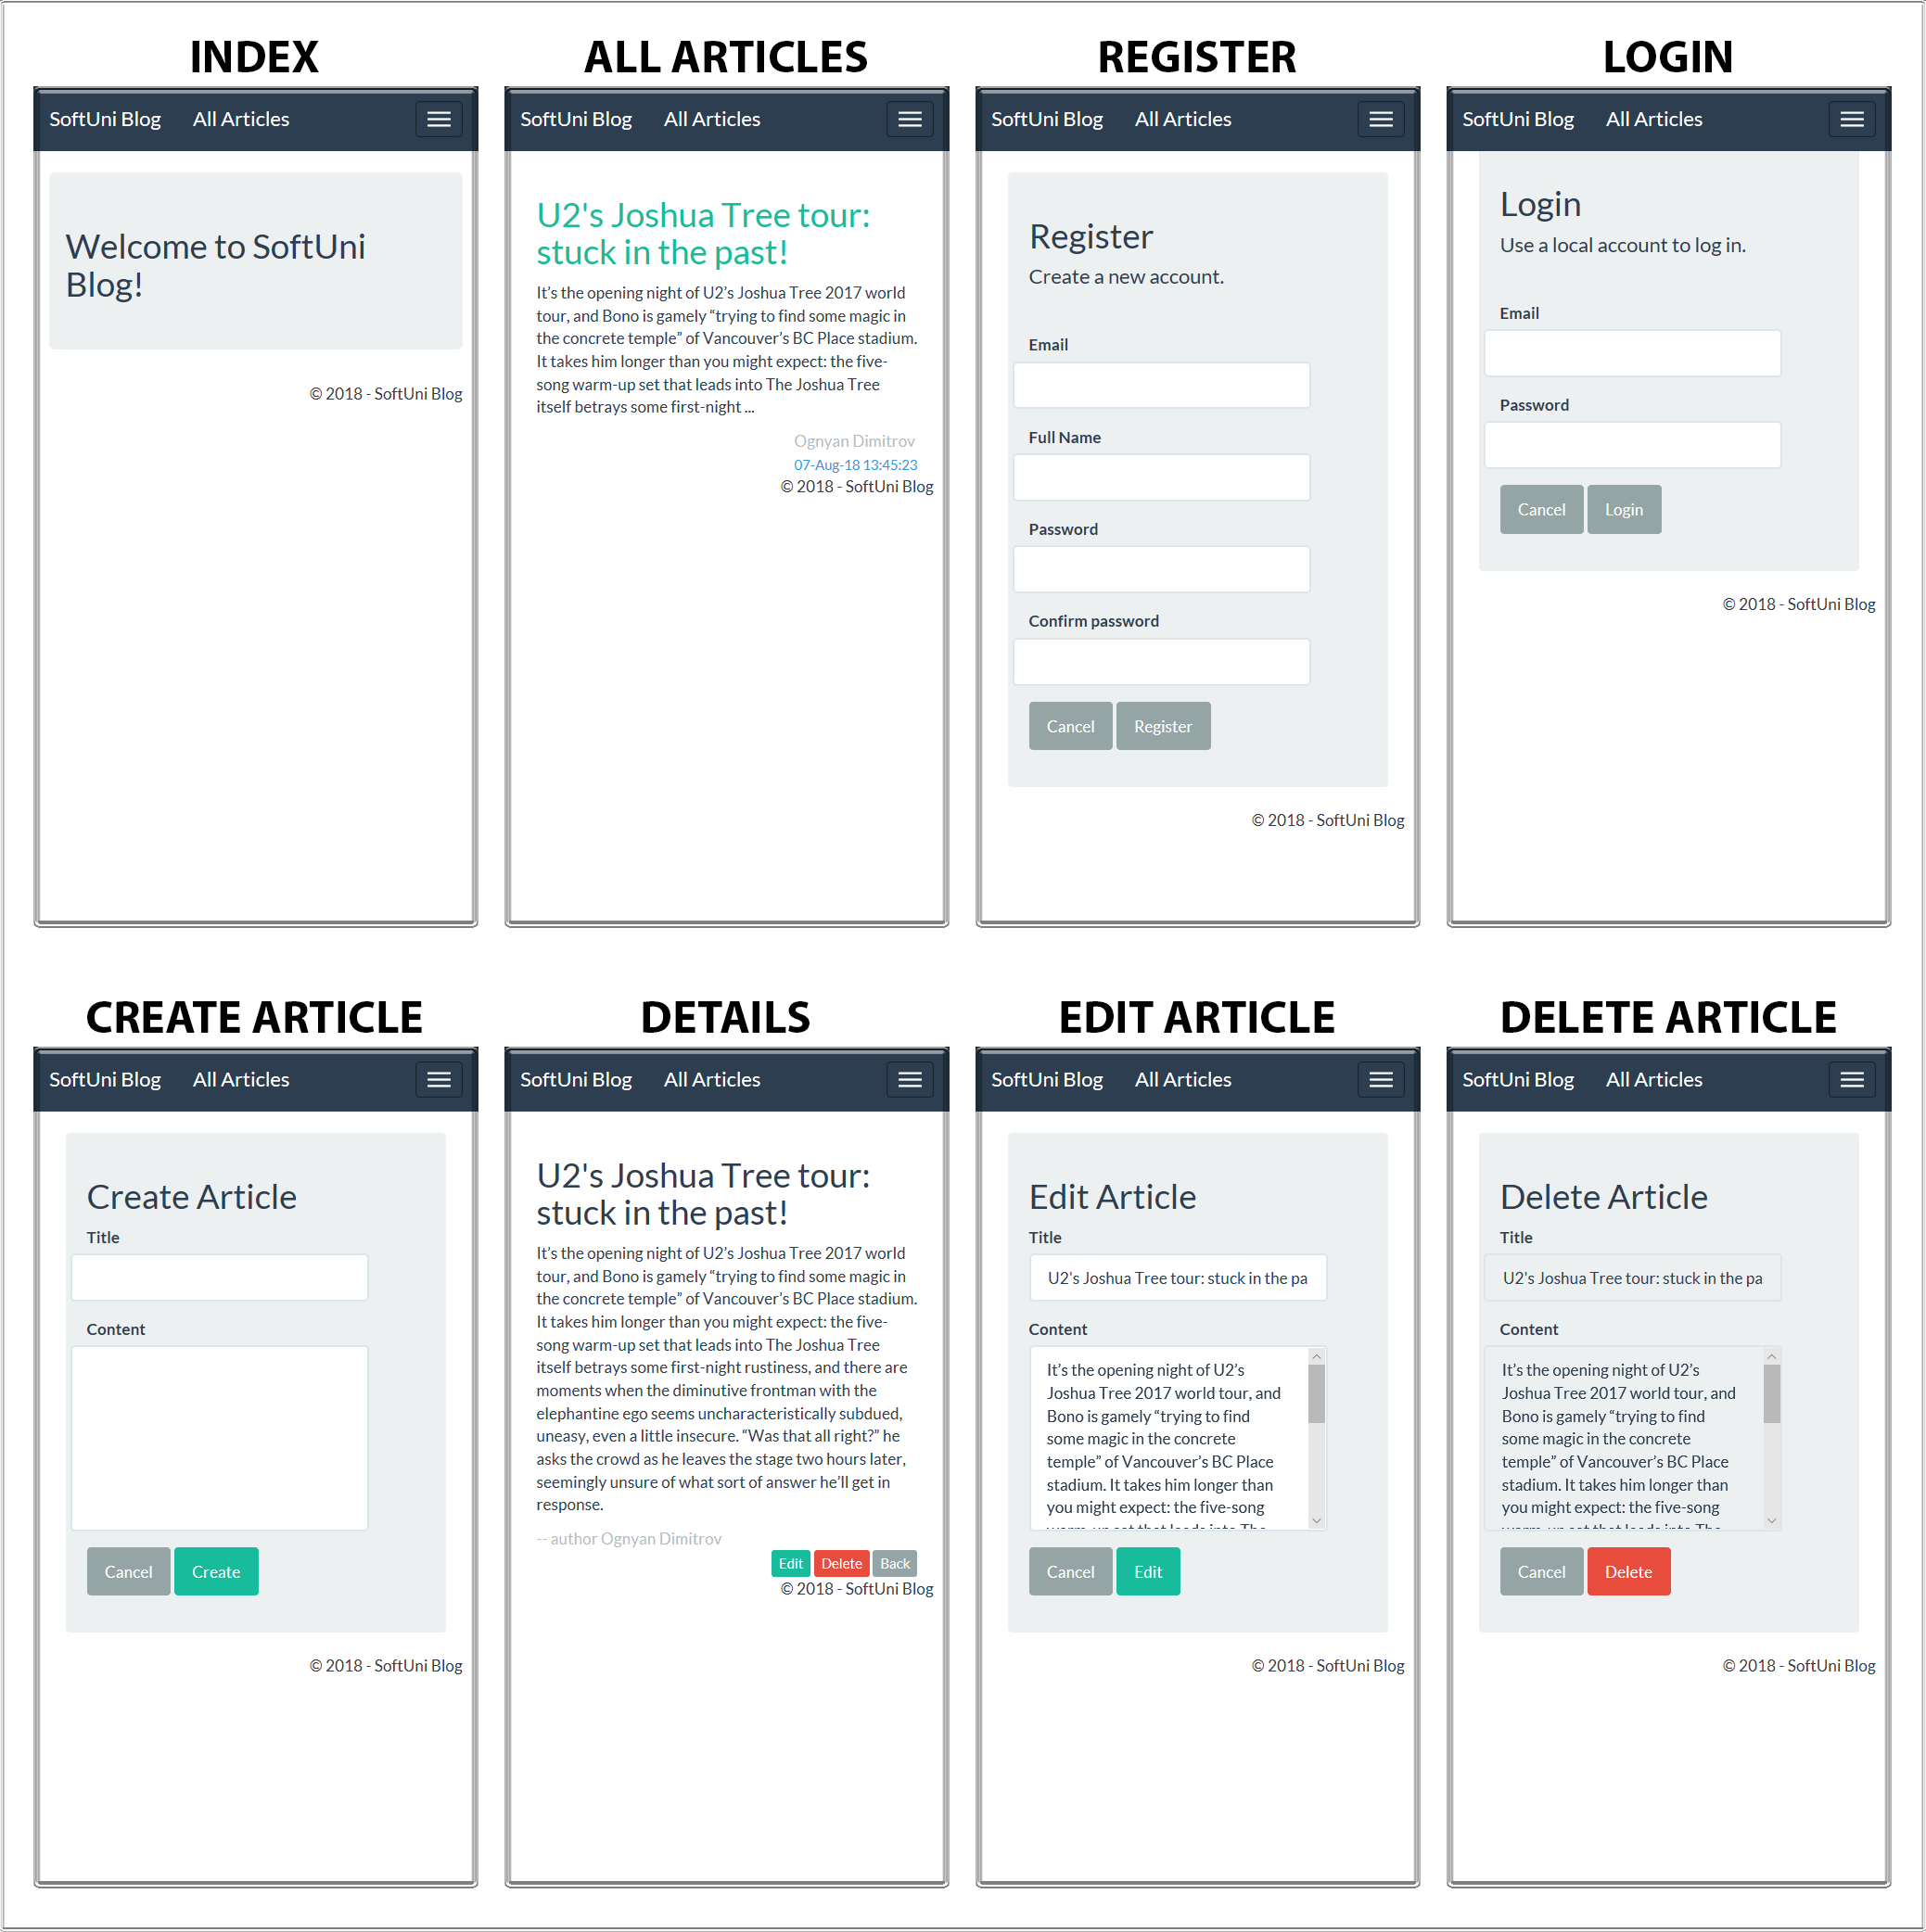 INDEX
SoftUni Blog All Articles
Welcome to SoftUni
Blog!
© 2018 - SoftUni Blog
ALL ARTICLES
SoftUni Blog All Articles
U2's Joshua Tree tour:
stuck in the past!
It’s the opening night of U2’s Joshua Tree 2017 world
tour, and Bono is gamely “trying to find some magic in
the concrete temple” of Vancouver’s BC Place stadium.
It takes him longer than you might expect: the five-
song warm-up set that leads into The Joshua Tree
itself betrays some first-night ...
Ognyan Dimitrov
07-Aug-18 13:45:23
© 2018 - SoftUni Blog
REGISTER
SoftUni Blog All Articles
Register
Create a new account.
Email
Full Name
Password
Confirm password
Cancel Register
© 2018 - SoftUni Blog
LOGIN
SoftUni Blog All Articles
Login
Use a local account to log in.
Email
Password
Cancel Login
© 2018 - SoftUni Blog
CREATE ARTICLE
SoftUni Blog All Articles
Create Article
Title
Content
Cancel Create
© 2018 - SoftUni Blog
DETAILS
SoftUni Blog All Articles
U2's Joshua Tree tour:
stuck in the past!
It’s the opening night of U2’s Joshua Tree 2017 world
tour, and Bono is gamely “trying to find some magic in
the concrete temple” of Vancouver’s BC Place stadium.
It takes him longer than you might expect: the five-
song warm-up set that leads into The Joshua Tree
itself betrays some first-night rustiness, and there are
moments when the diminutive frontman with the
elephantine ego seems uncharacteristically subdued,
uneasy, even a little insecure. “Was that all right?” he
asks the crowd as he leaves the stage two hours later,
seemingly unsure of what sort of answer he’ll get in
response.
-- author Ognyan Dimitrov
Edit Delete Back
© 2018 - SoftUni Blog
EDIT ARTICLE
SoftUni Blog All Articles
Edit Article
Title
U2's Joshua Tree tour: stuck in the pa
Content
It’s the opening night of U2’s
Joshua Tree 2017 world tour, and
Bono is gamely “trying to find
some magic in the concrete
temple” of Vancouver’s BC Place
stadium. It takes him longer than
you might expect: the five-song
warm-up set that leads into The
Cancel Edit
© 2018 - SoftUni Blog
DELETE ARTICLE
SoftUni Blog All Articles
Delete Article
Title
U2's Joshua Tree tour: stuck in the pa
Content
It’s the opening night of U2’s
Joshua Tree 2017 world tour, and
Bono is gamely “trying to find
some magic in the concrete
temple” of Vancouver’s BC Place
stadium. It takes him longer than
you might expect: the five-song
warm-up set that leads into The
Cancel Delete
© 2018 - SoftUni Blog